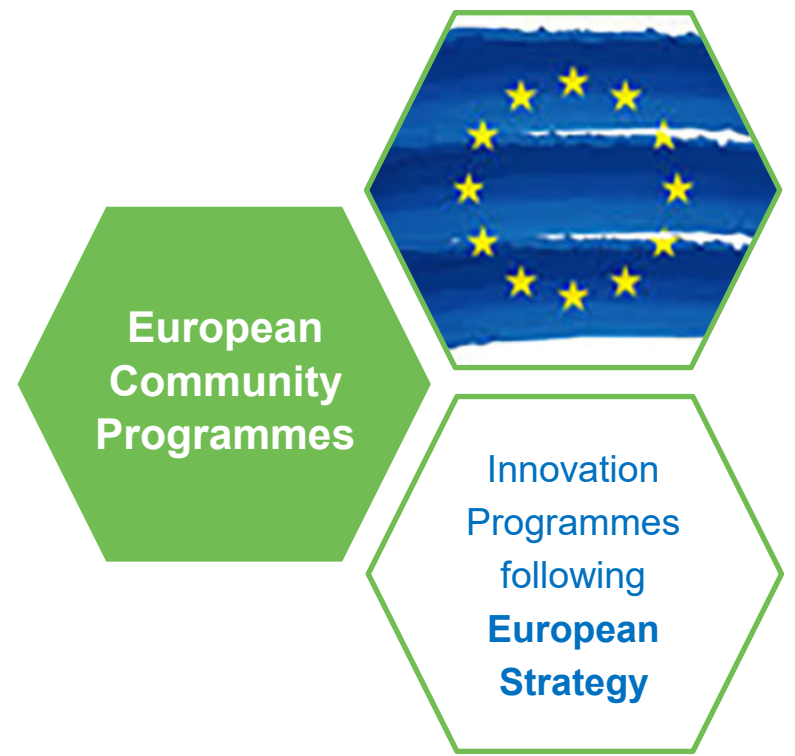 European
Community
Programmes
Innovation
Programmes
following
European
Strategy